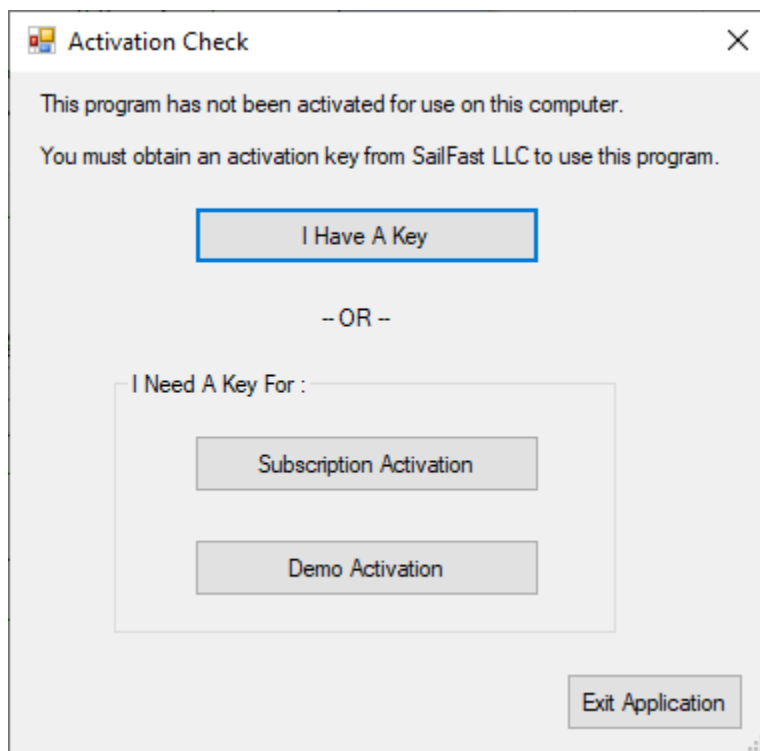 Activation Check
This program has not been activated for use on this computer.
You must obtain an activation key from SailFast LLC to use this program.
I Have A Key
-- OR --
I Need A Key For :
Subscription Activation
Demo Activation
Exit Application